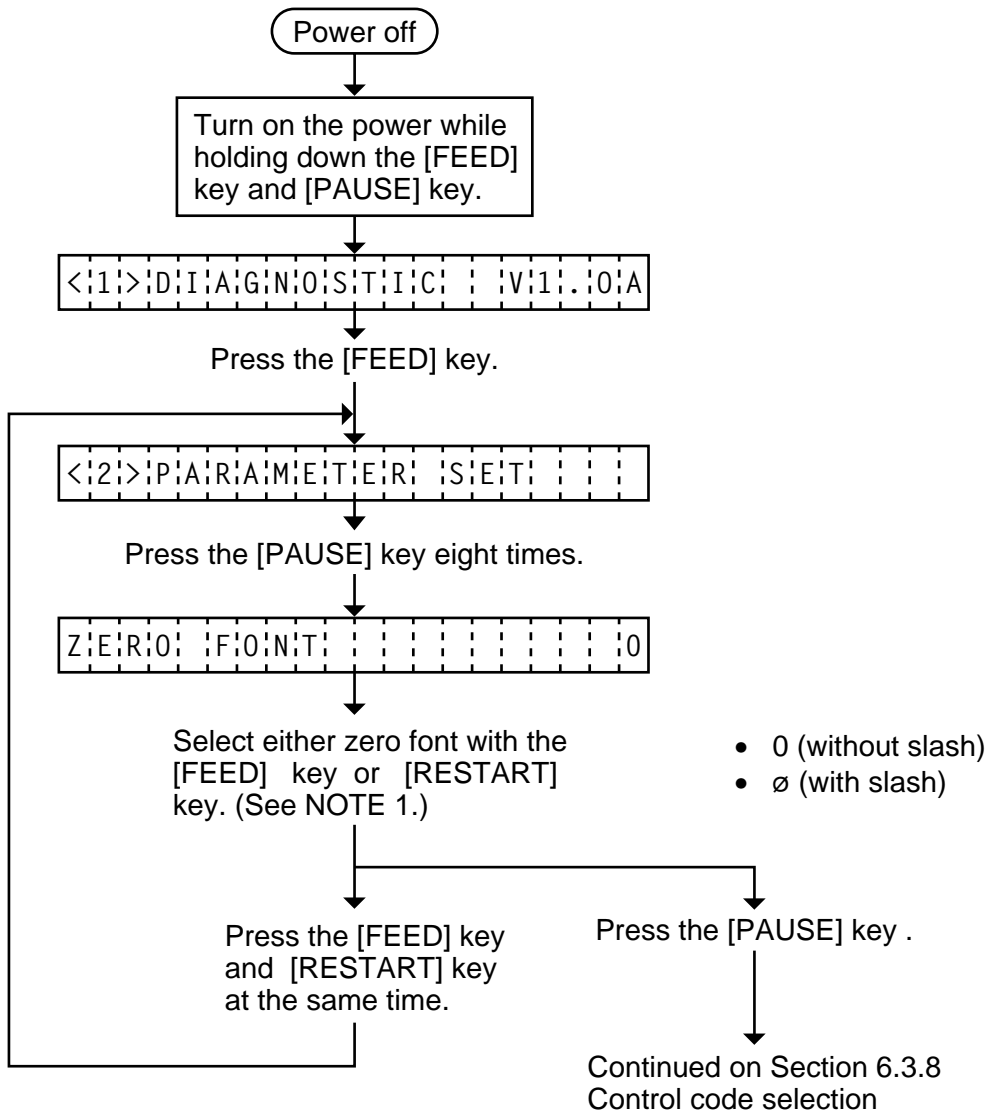 Power off
Turn on the power while
holding down the [FEED]
key and [PAUSE] key.
<1>DIAGNOSTIC  V1.0A
Press the [FEED] key.
<2>PARAMETER SET
Press the [PAUSE] key eight times.
ZERO FONT 0
Select either zero font with the
[FEED] key or [RESTART]
key. (See NOTE 1.)
• 0 (without slash)
• ø (with slash)
Press the [FEED] key
and [RESTART] key
at the same time.
Press the [PAUSE] key .
Continued on Section 6.3.8
Control code selection